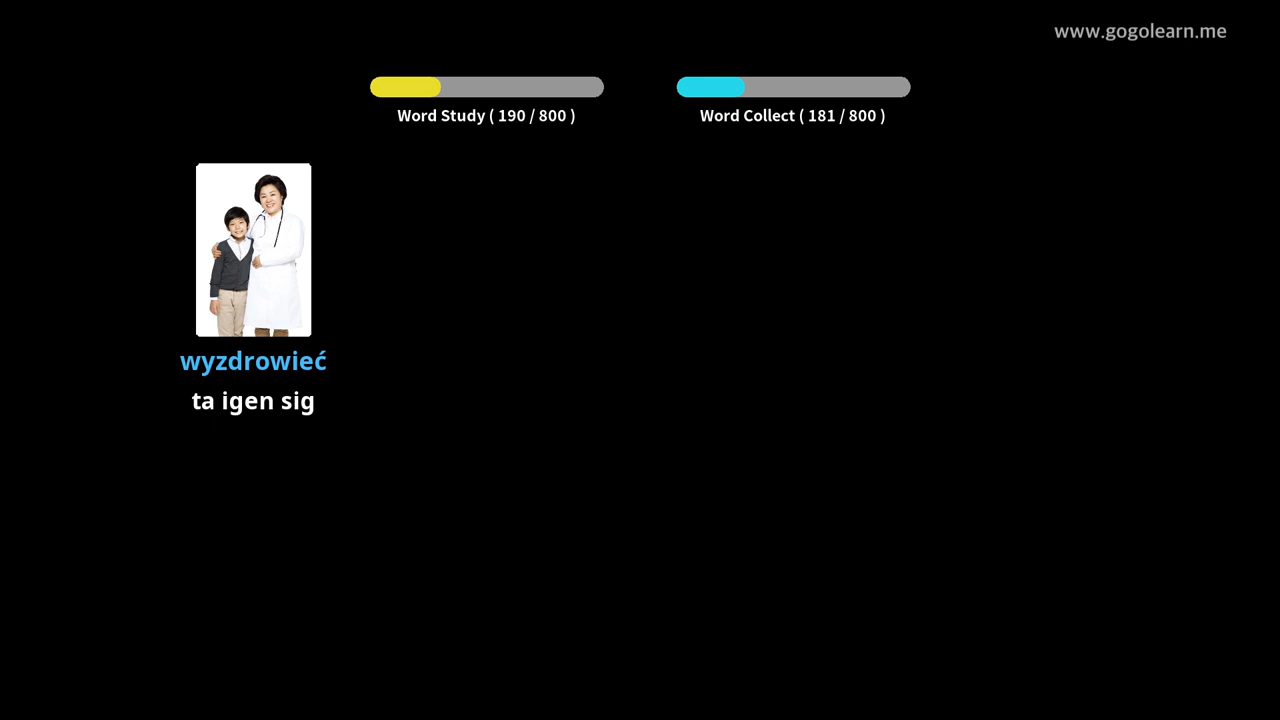 www.gogolearn.me
Word Study ( 190 / 800 )
Word Collect ( 181 / 800 )
wyzdrowieć
ta igen sig